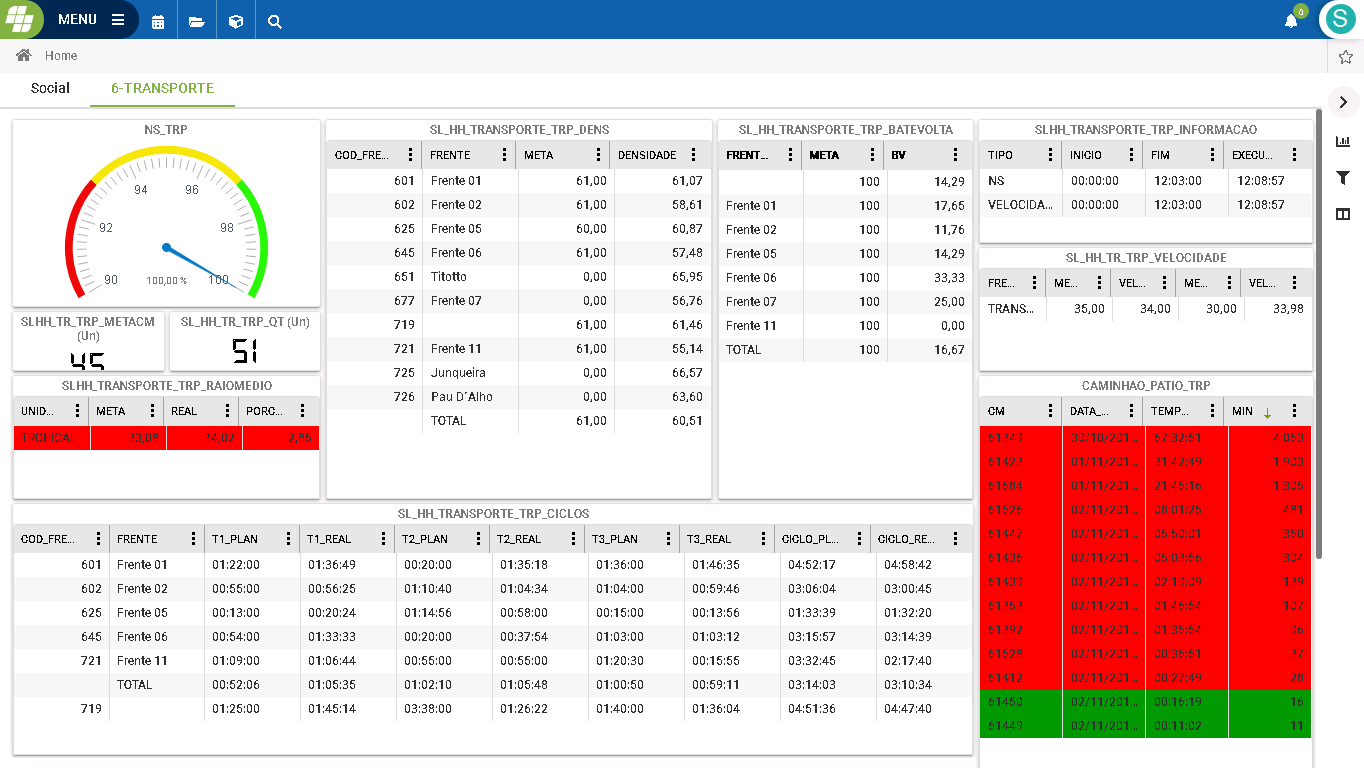 MENU
0
S
Home
Social 6-TRANSPORTE
NS_TRP
90 92 94 96 98 100
100,00 %
SLHH_TR_TRP_METACM (Un)
45
SL_HH_TR_TRP_QT (Un)
51
SLHH_TRANSPORTE_TRP_RAIOMEDIO
UNID... META REAL PORC...
TROPICAL 33,08 34,02 2,85
SL_HH_TRANSPORTE_TRP_DENS
COD_FRE... FRENTE META DENSIDADE
601 Frente 01 61,00 61,07
602 Frente 02 61,00 58,61
625 Frente 05 60,00 60,87
645 Frente 06 61,00 57,48
651 Titotto 0,00 65,95
677 Frente 07 0,00 56,76
719 61,00 61,46
721 Frente 11 61,00 55,14
725 Junqueira 0,00 66,57
726 Pau D´Alho 0,00 63,60
TOTAL 61,00 60,51
SL_HH_TRANSPORTE_TRP_BATEVOLTA
FRENT... META BV
100 14,29
Frente 01 100 17,65
Frente 02 100 11,76
Frente 05 100 14,29
Frente 06 100 33,33
Frente 07 100 25,00
Frente 11 100 0,00
TOTAL 100 16,67
SLHH_TRANSPORTE_TRP_INFORMACAO
TIPO INICIO FIM EXECU...
NS 00:00:00 12:03:00 12:08:57
VELOCIDA... 00:00:00 12:03:00 12:08:57
SL_HH_TR_TRP_VELOCIDADE
FRE... ME... VEL... ME... VEL...
TRANS... 35,00 34,00 30,00 33,98
SL_HH_TRANSPORTE_TRP_CICLOS
COD_FRE... FRENTE T1_PLAN T1_REAL T2_PLAN T2_REAL T3_PLAN T3_REAL CICLO_PL... CICLO_RE...
601 Frente 01 01:22:00 01:36:49 00:20:00 01:35:18 01:36:00 01:46:35 04:52:17 04:58:42
602 Frente 02 00:55:00 00:56:25 01:10:40 01:04:34 01:04:00 00:59:46 03:06:04 03:00:45
625 Frente 05 00:13:00 00:20:24 01:14:56 00:58:00 00:15:00 00:13:56 01:33:39 01:32:20
645 Frente 06 00:54:00 01:33:33 00:20:00 00:37:54 01:03:00 01:03:12 03:15:57 03:14:39
721 Frente 11 01:09:00 01:06:44 00:55:00 00:55:00 01:20:30 00:15:55 03:32:45 02:17:40
TOTAL 00:52:06 01:05:35 01:02:10 01:05:48 01:00:50 00:59:11 03:14:03 03:10:34
719 01:25:00 01:45:14 03:38:00 01:26:22 01:40:00 01:36:04 04:51:36 04:47:40
CAMINHAO_PATIO_TRP
CM DATA_... TEMP... MIN
61349 30/10/201... 67:32:51 4.053
61423 01/11/201... 31:42:49 1.903
61684 01/11/201... 21:45:16 1.305
61526 02/11/201... 08:01:25 481
61447 02/11/201... 05:50:01 350
61436 02/11/201... 05:03:56 304
61439 02/11/201... 02:19:09 139
61353 02/11/201... 01:46:54 107
61392 02/11/201... 01:35:54 96
61528 02/11/201... 00:36:51 37
61412 02/11/201... 00:27:49 28
61450 02/11/201... 00:16:19 16
61449 02/11/201... 00:11:02 11